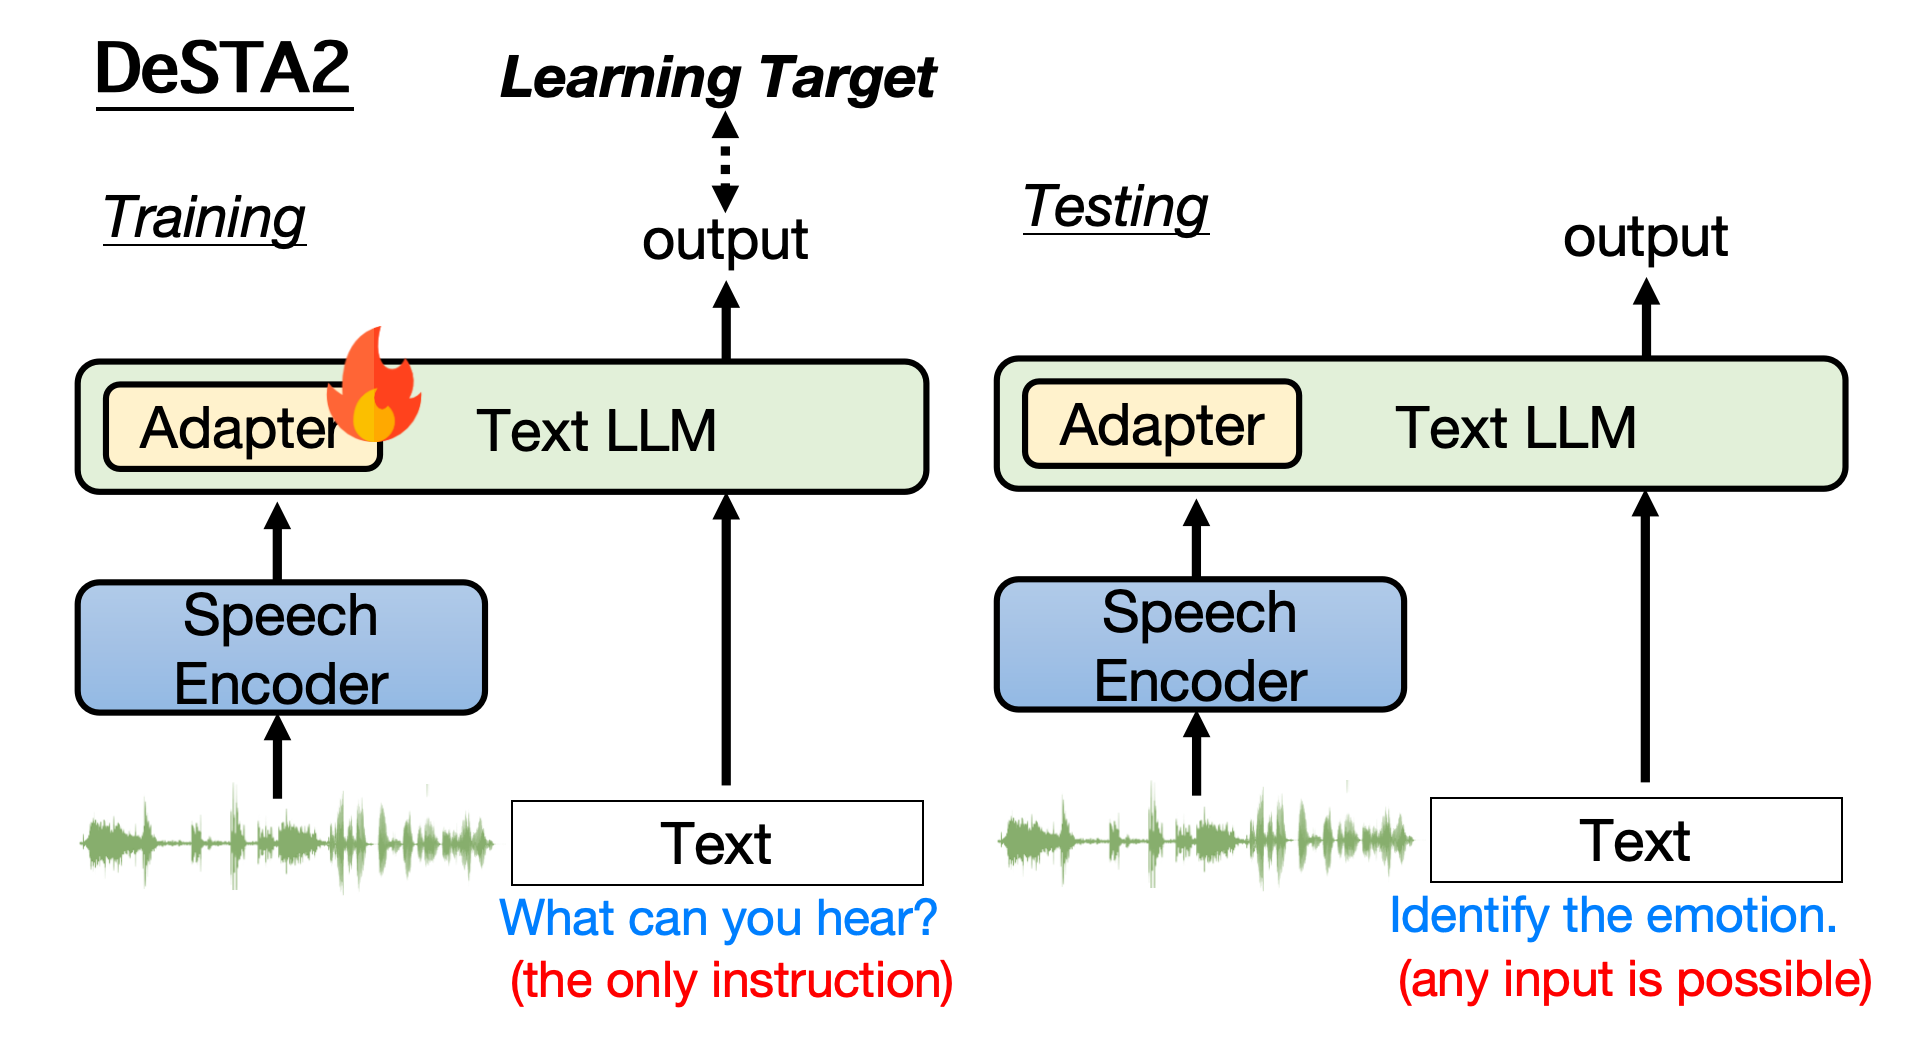 DeSTA2
Learning Target
Training
output
Adapter
Text LLM
Speech
Encoder
Text
What can you hear?
(the only instruction)
Testing
output
Adapter
Text LLM
Speech
Encoder
Text
Identify the emotion.
(any input is possible)